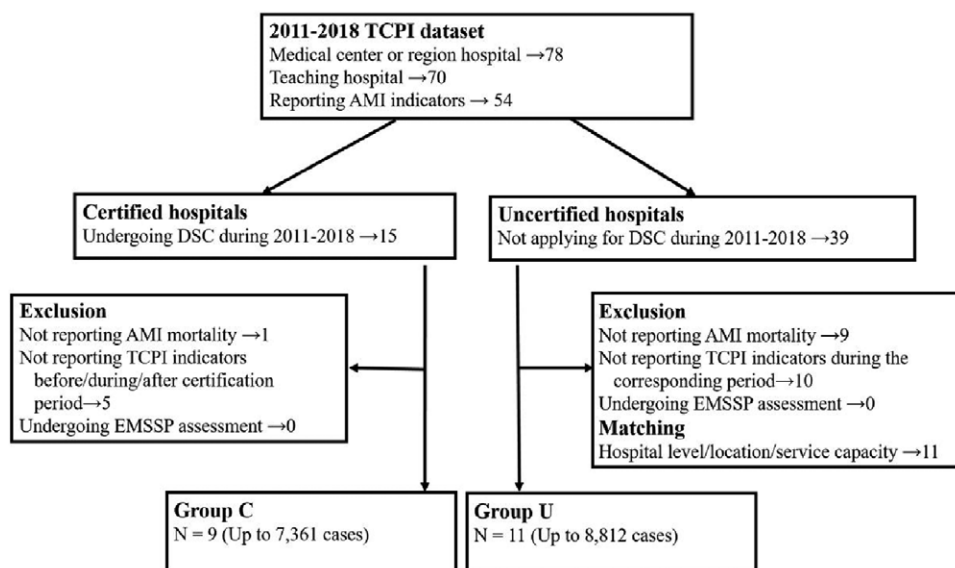 2011-2018 TCPI dataset
Medical center or region hospital →78
Teaching hospital →70
Reporting AMI indicators → 54
Certified hospitals
Undergoing DSC during 2011-2018 →15
Uncertified hospitals
Not applying for DSC during 2011-2018 →39
Exclusion
Not reporting AMI mortality →1
Not reporting TCPI indicators
before/during/after certification
period→5
Undergoing EMSSP assessment →0
Exclusion
Not reporting AMI mortality →9
Not reporting TCPI indicators during the
corresponding period→10
Undergoing EMSSP assessment →0
Matching
Hospital level/location/service capacity →11
Group C
N = 9 (Up to 7,361 cases)
Group U
N = 11 (Up to 8,812 cases)